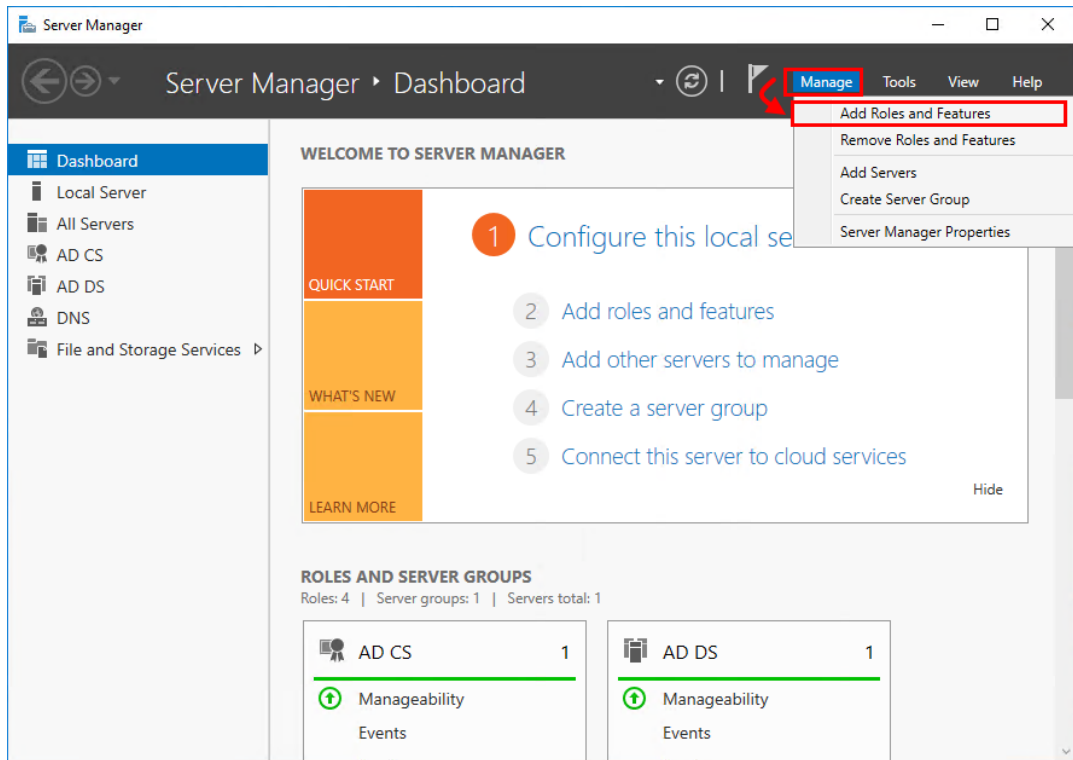 Server Manager
Server Manager ‣ Dashboard
Manage Tools View Help
Add Roles and Features
Remove Roles and Features
Add Servers
Create Server Group
Server Manager Properties
Dashboard
Local Server
All Servers
AD CS
AD DS
DNS
File and Storage Services
WELCOME TO SERVER MANAGER
QUICK START
WHAT'S NEW
LEARN MORE
1 Configure this local se
2 Add roles and features
3 Add other servers to manage
4 Create a server group
5 Connect this server to cloud services
Hide
ROLES AND SERVER GROUPS
Roles: 4 | Server groups: 1 | Servers total: 1
AD CS 1
Manageability
Events
AD DS 1
Manageability
Events